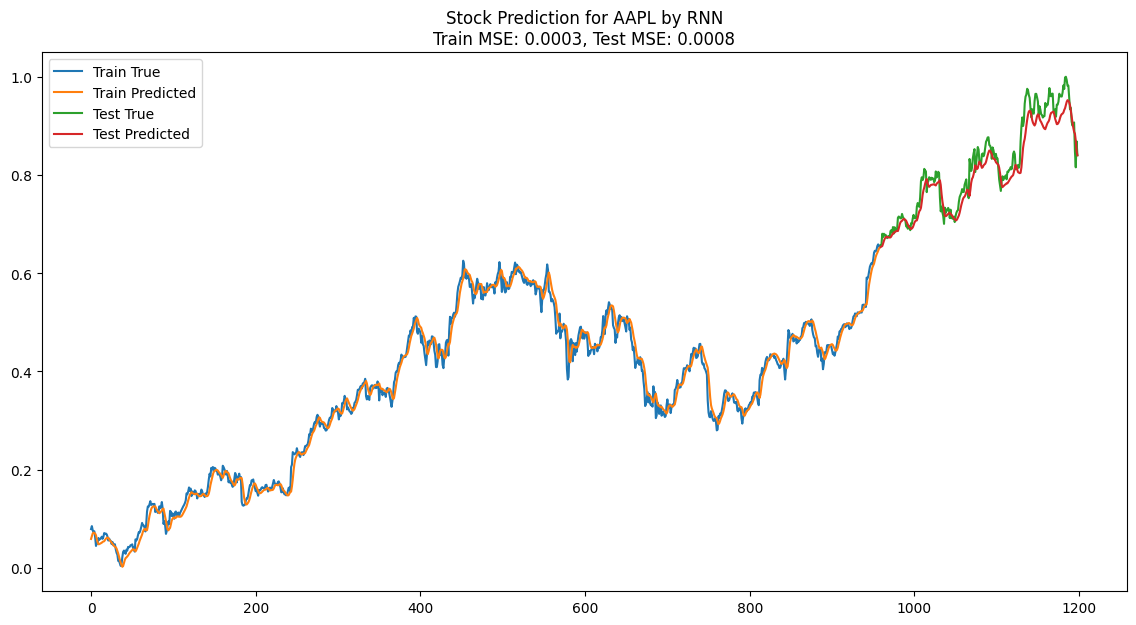 Stock Prediction for AAPL by RNN
Train MSE: 0.0003, Test MSE: 0.0008
Train True
Train Predicted
Test True
Test Predicted
1.0
0.8
0.6
0.4
0.2
0.0
0
200
400
600
800
1000
1200